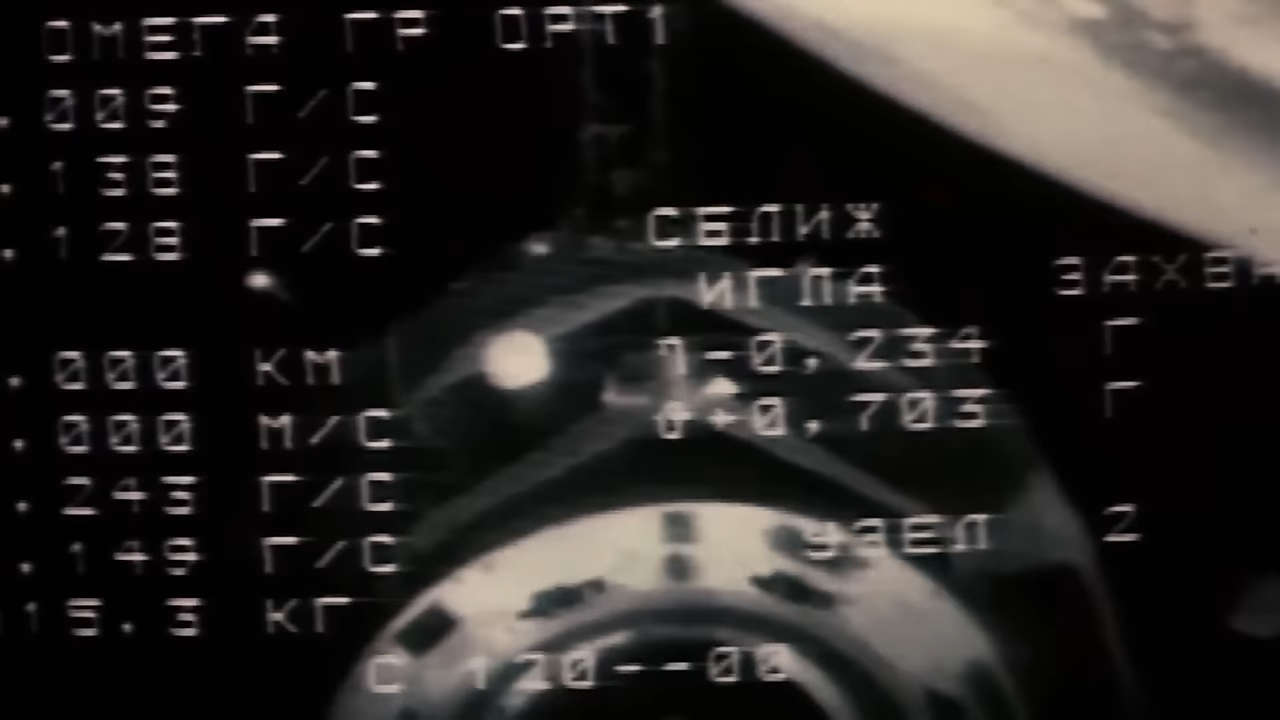 ОМЕГА ГР ОРТ1
.009 Г/С
.138 Г/С
.128 Г/С
СБЛИЖ
ИГЛА ЗАХВА
-0,234 Г
.000 КМ
+0,703 Г
.000 М/С
.243 Г/С
УЗЕЛ 2
.149 Г/С
15.3 КГ
С 120--00